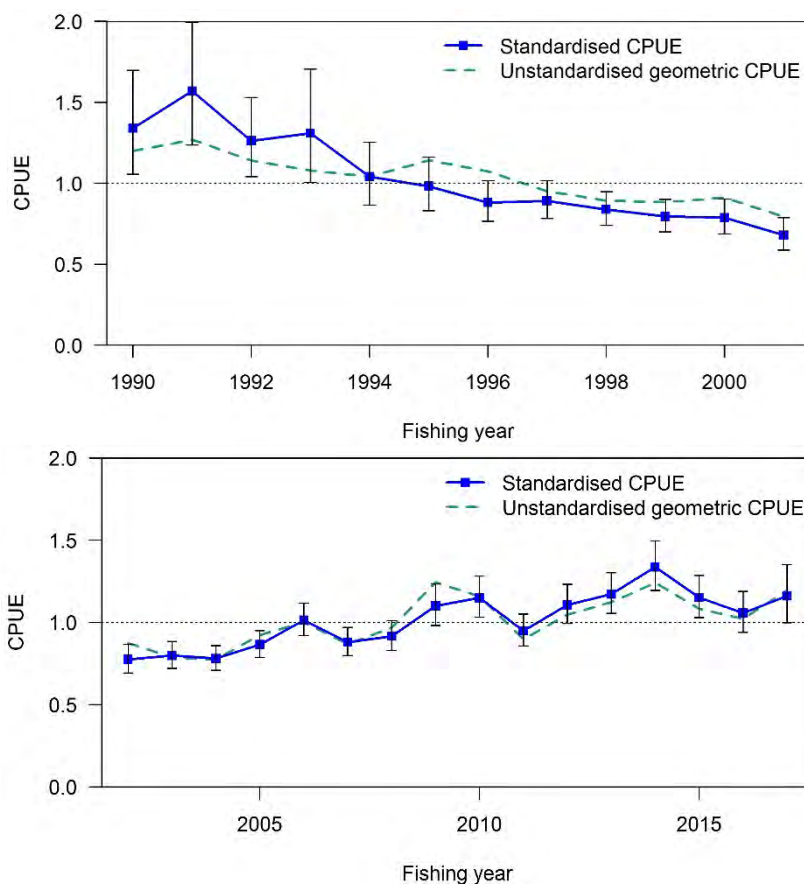 2.0
Standardised CPUE
Unstandardised geometric CPUE
1.5
1.0
0.5
0.0
CPUE
1990 1992 1994 1996 1998 2000
Fishing year
2.0
Standardised CPUE
Unstandardised geometric CPUE
1.5
1.0
0.5
0.0
CPUE
2005 2010 2015
Fishing year